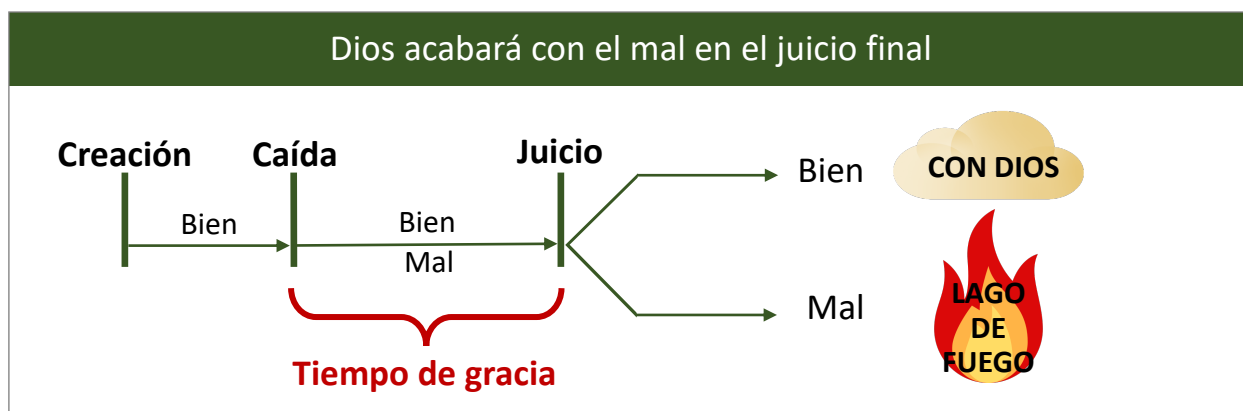 Dios acabará con el mal en el juicio final
Creación
Caída
Juicio
Bien
Bien
Mal
Tiempo de gracia
Bien
CON DIOS
Mal
LAGO
DE
FUEGO